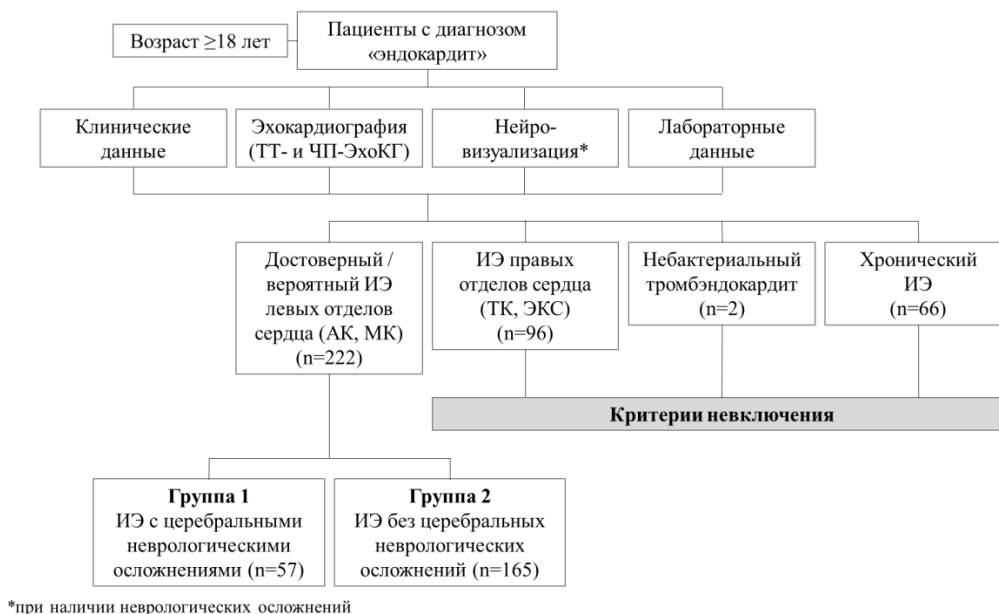 Возраст ≥18 лет
Пациенты с диагнозом
«эндокардит»
Клинические
данные
Эхокардиография
(ТТ- и ЧП-ЭхоКГ)
Нейро-
визуализация*
Лабораторные
данные
Достоверный /
вероятный ИЭ
левых отделов
сердца (АК, МК)
(n=222)
ИЭ правых
отделов сердца
(ТК, ЭКС)
(n=96)
Небактериальный
тромбэндокардит
(n=2)
Хронический
ИЭ
(n=66)
Критерии невключения
Группа 1
ИЭ с церебральными
неврологическими
осложнениями (n=57)
Группа 2
ИЭ без церебральных
неврологических
осложнений (n=165)
*при наличии неврологических осложнений